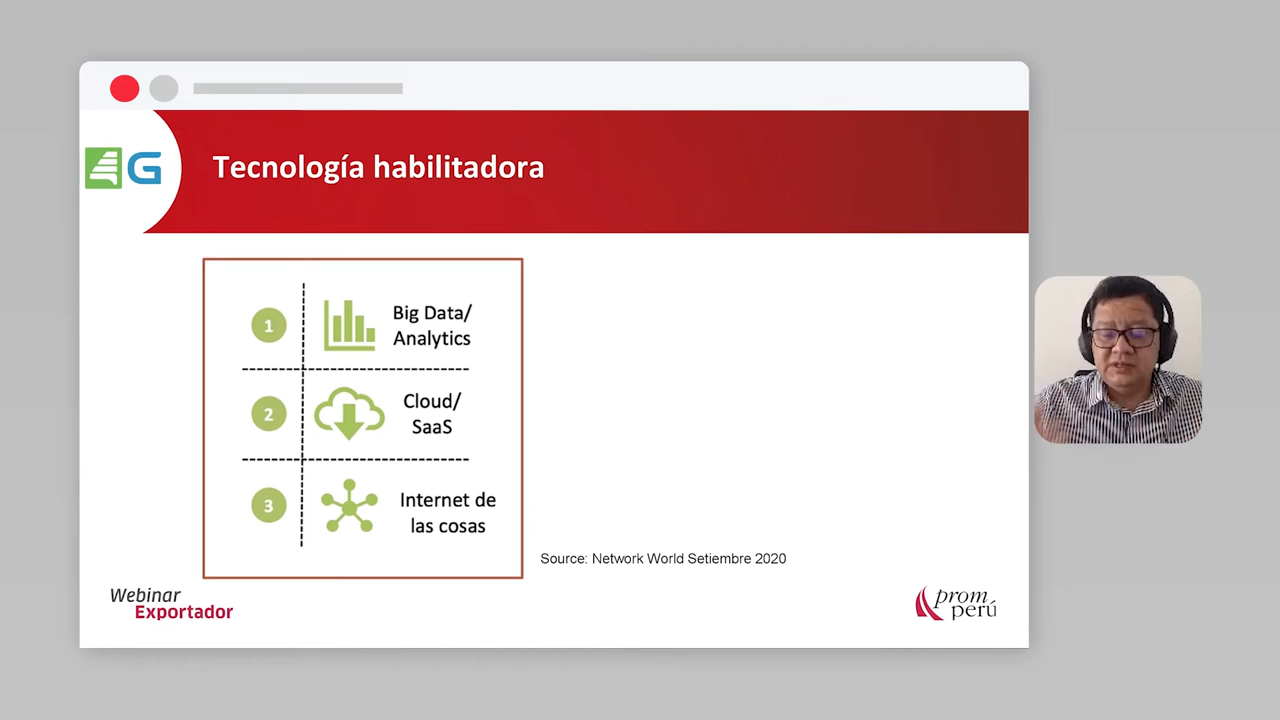 G
Tecnología habilitadora
1
Big Data/
Analytics
2
Cloud/
SaaS
3
Internet de
las cosas
Source: Network World Setiembre 2020
Webinar
Exportador
prom
perú